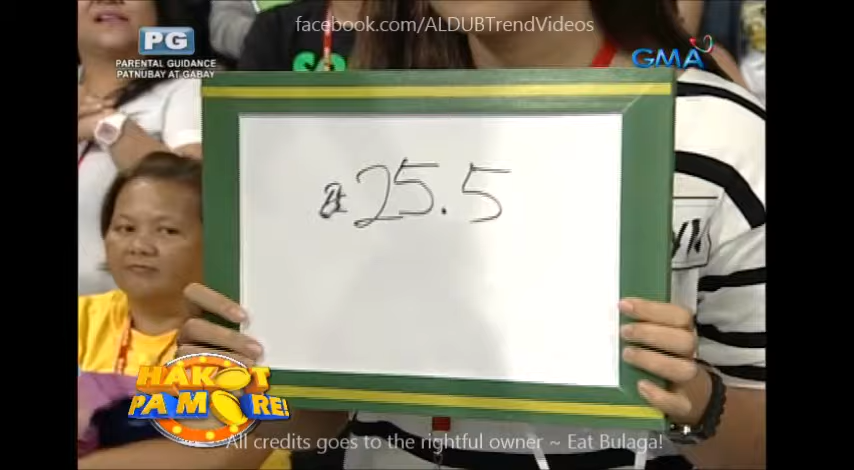 facebook.com/ALDUBTrendVideos
PG
PARENTAL GUIDANCE
PATNUBAY AT GABAY
GMA
25.5
HAKOT
PA MORE!
All credits goes to the rightful owner ~ Eat Bulaga!